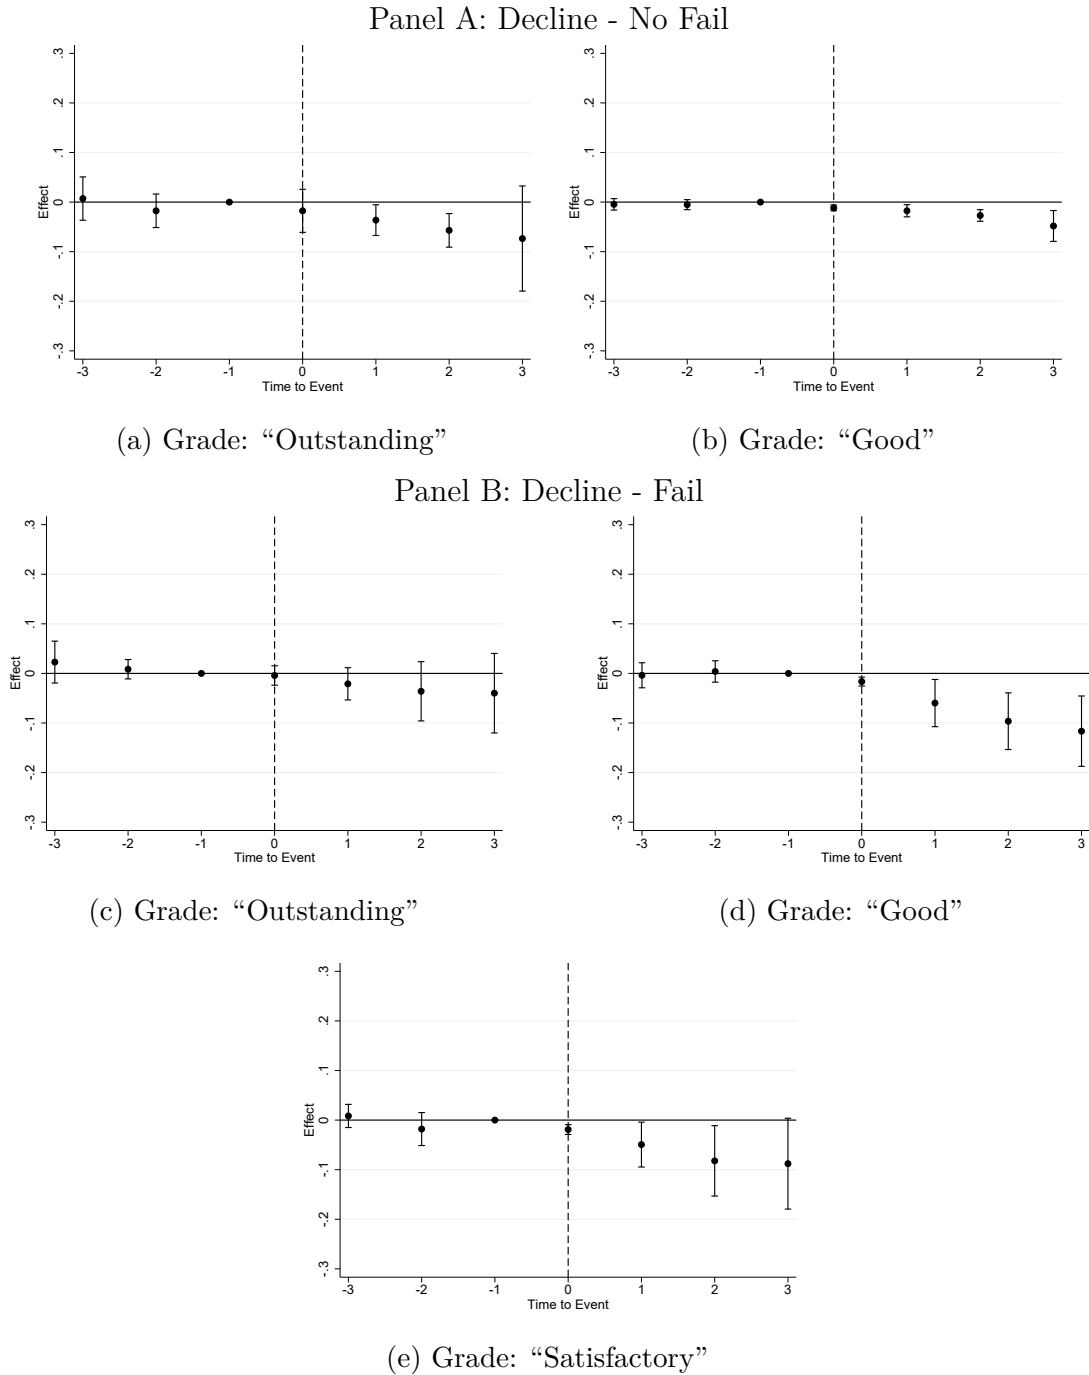 Panel A: Decline - No Fail
.3
.2
.1
0
-.1
-.2
-.3
Effect
-3 -2 -1 0 1 2 3
Time to Event
(a) Grade: “Outstanding”
.3
.2
.1
0
-.1
-.2
-.3
Effect
-3 -2 -1 0 1 2 3
Time to Event
(b) Grade: “Good”
Panel B: Decline - Fail
.3
.2
.1
0
-.1
-.2
-.3
Effect
-3 -2 -1 0 1 2 3
Time to Event
(c) Grade: “Outstanding”
.3
.2
.1
0
-.1
-.2
-.3
Effect
-3 -2 -1 0 1 2 3
Time to Event
(d) Grade: “Good”
.3
.2
.1
0
-.1
-.2
-.3
Effect
-3 -2 -1 0 1 2 3
Time to Event
(e) Grade: “Satisfactory”